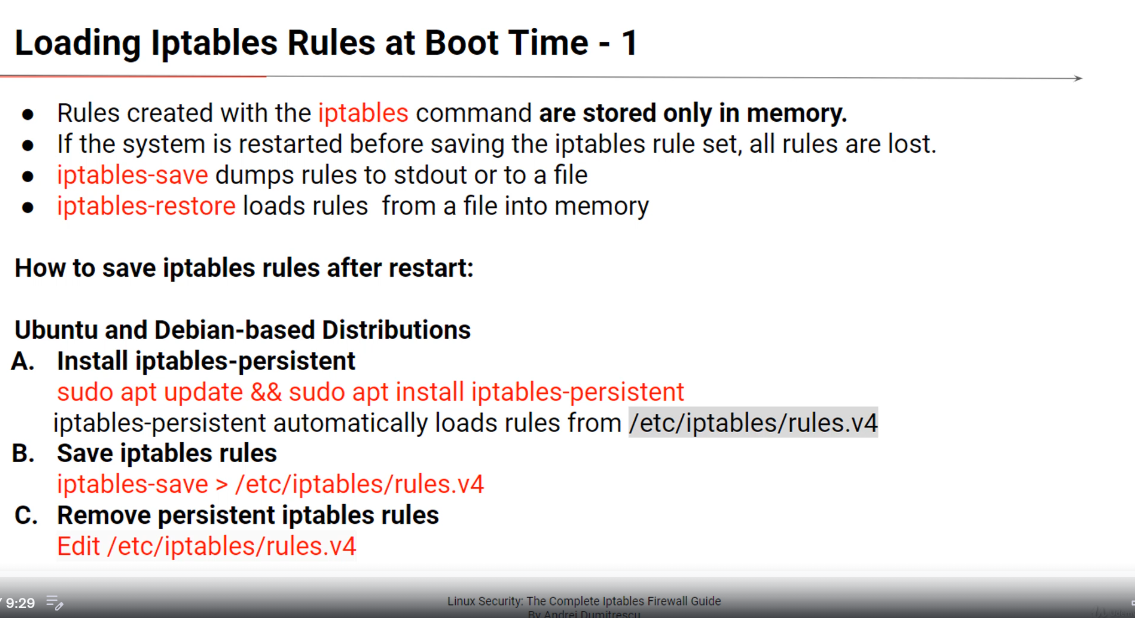 Loading Iptables Rules at Boot Time - 1
● Rules created with the iptables command are stored only in memory.
● If the system is restarted before saving the iptables rule set, all rules are lost.
● iptables-save dumps rules to stdout or to a file
● iptables-restore loads rules from a file into memory
How to save iptables rules after restart:
Ubuntu and Debian-based Distributions
A. Install iptables-persistent
sudo apt update && sudo apt install iptables-persistent
iptables-persistent automatically loads rules from /etc/iptables/rules.v4
B. Save iptables rules
iptables-save > /etc/iptables/rules.v4
C. Remove persistent iptables rules
Edit /etc/iptables/rules.v4
/ 9:29
Linux Security: The Complete Iptables Firewall Guide
By Andrei Dumitrescu